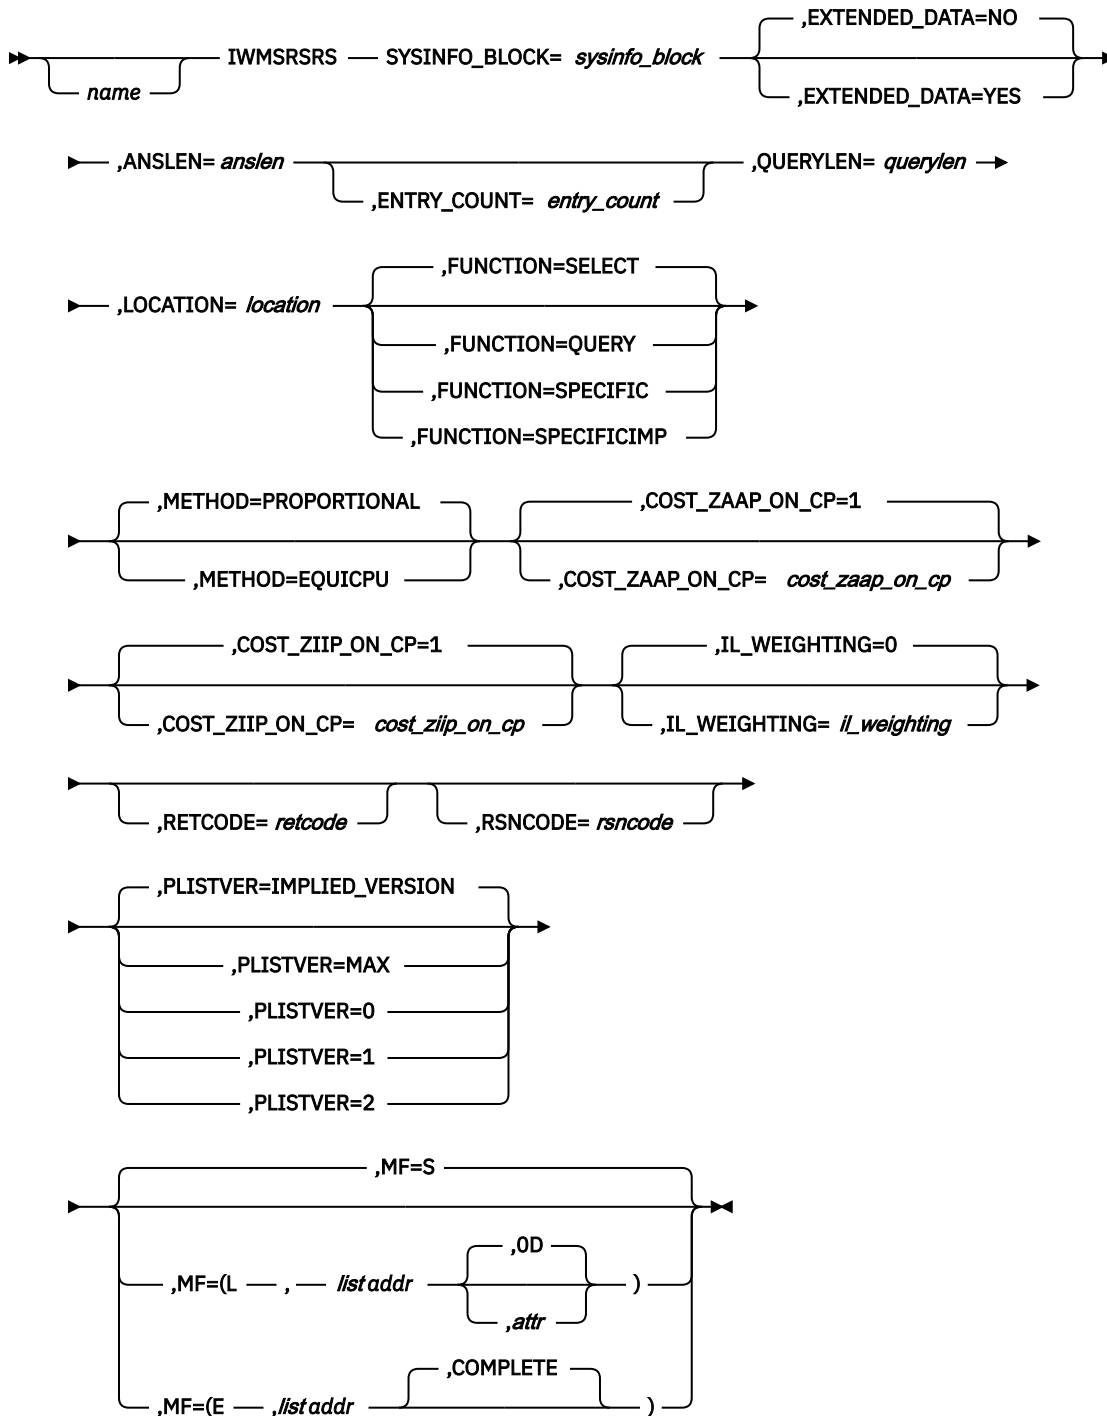 ,EXTENDED_DATA=NO
IWMSRSRS SYSINFO_BLOCK= sysinfo_block
name
,EXTENDED_DATA=YES
,ANSLEN= anslen ,QUERYLEN= querylen
,ENTRY_COUNT= entry_count
,FUNCTION=SELECT
,LOCATION= location
,FUNCTION=QUERY
,FUNCTION=SPECIFIC
,FUNCTION=SPECIFICIMP
,METHOD=PROPORTIONAL ,COST_ZAAP_ON_CP=1
,METHOD=EQUICPU ,COST_ZAAP_ON_CP= cost_zaap_on_cp
,COST_ZIIP_ON_CP=1 ,IL_WEIGHTING=0
,COST_ZIIP_ON_CP= cost_ziip_on_cp ,IL_WEIGHTING= il_weighting
,RETCODE= retcode ,RSNCODE= rsncode
,PLISTVER=IMPLIED_VERSION
,PLISTVER=MAX
,PLISTVER=0
,PLISTVER=1
,PLISTVER=2
,MF=S
,0D
,MF=(L , list addr )
,attr
,COMPLETE
,MF=(E ,list addr )